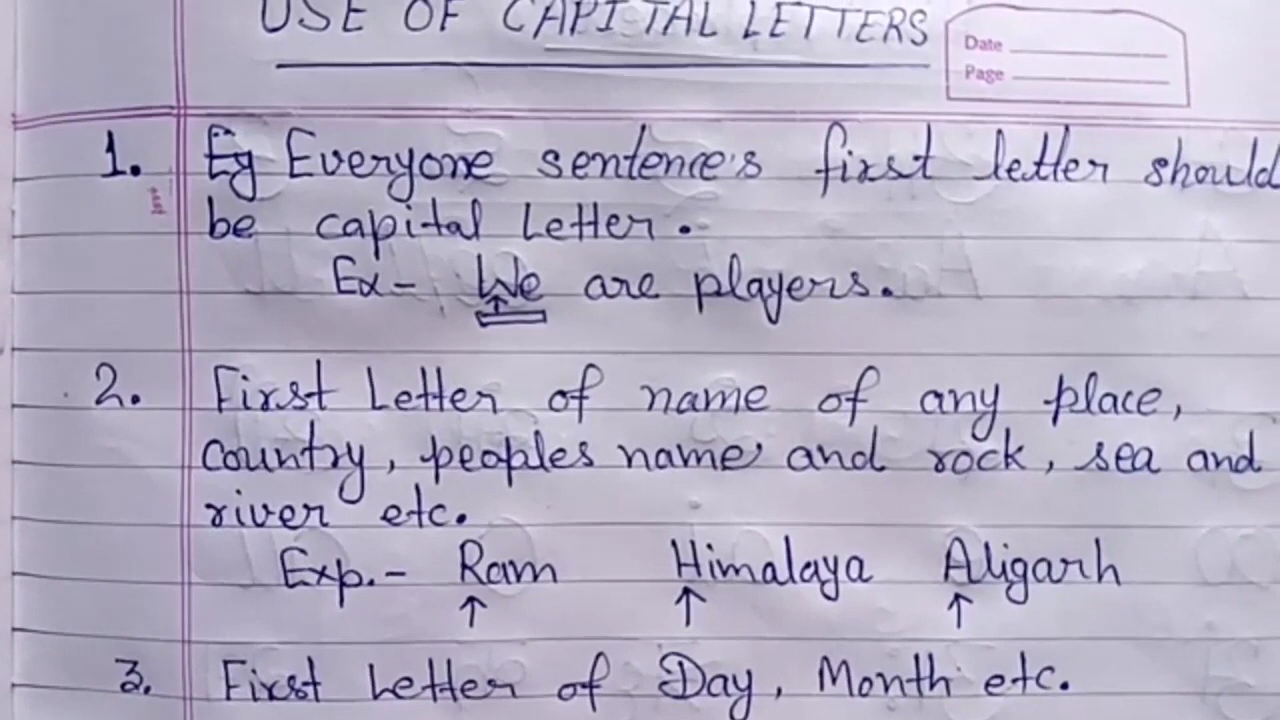 USE OF CAPITAL LETTERS
Date
Page
1. Eg Everyone sentence's first letter should
be capital Letter.
Ex- We are players.
2. First Letter of name of any place,
country, peoples name and rock, sea and
river etc.
Exp.- Ram Himalaya Aligarh
3. First Letter of Day, Month etc.